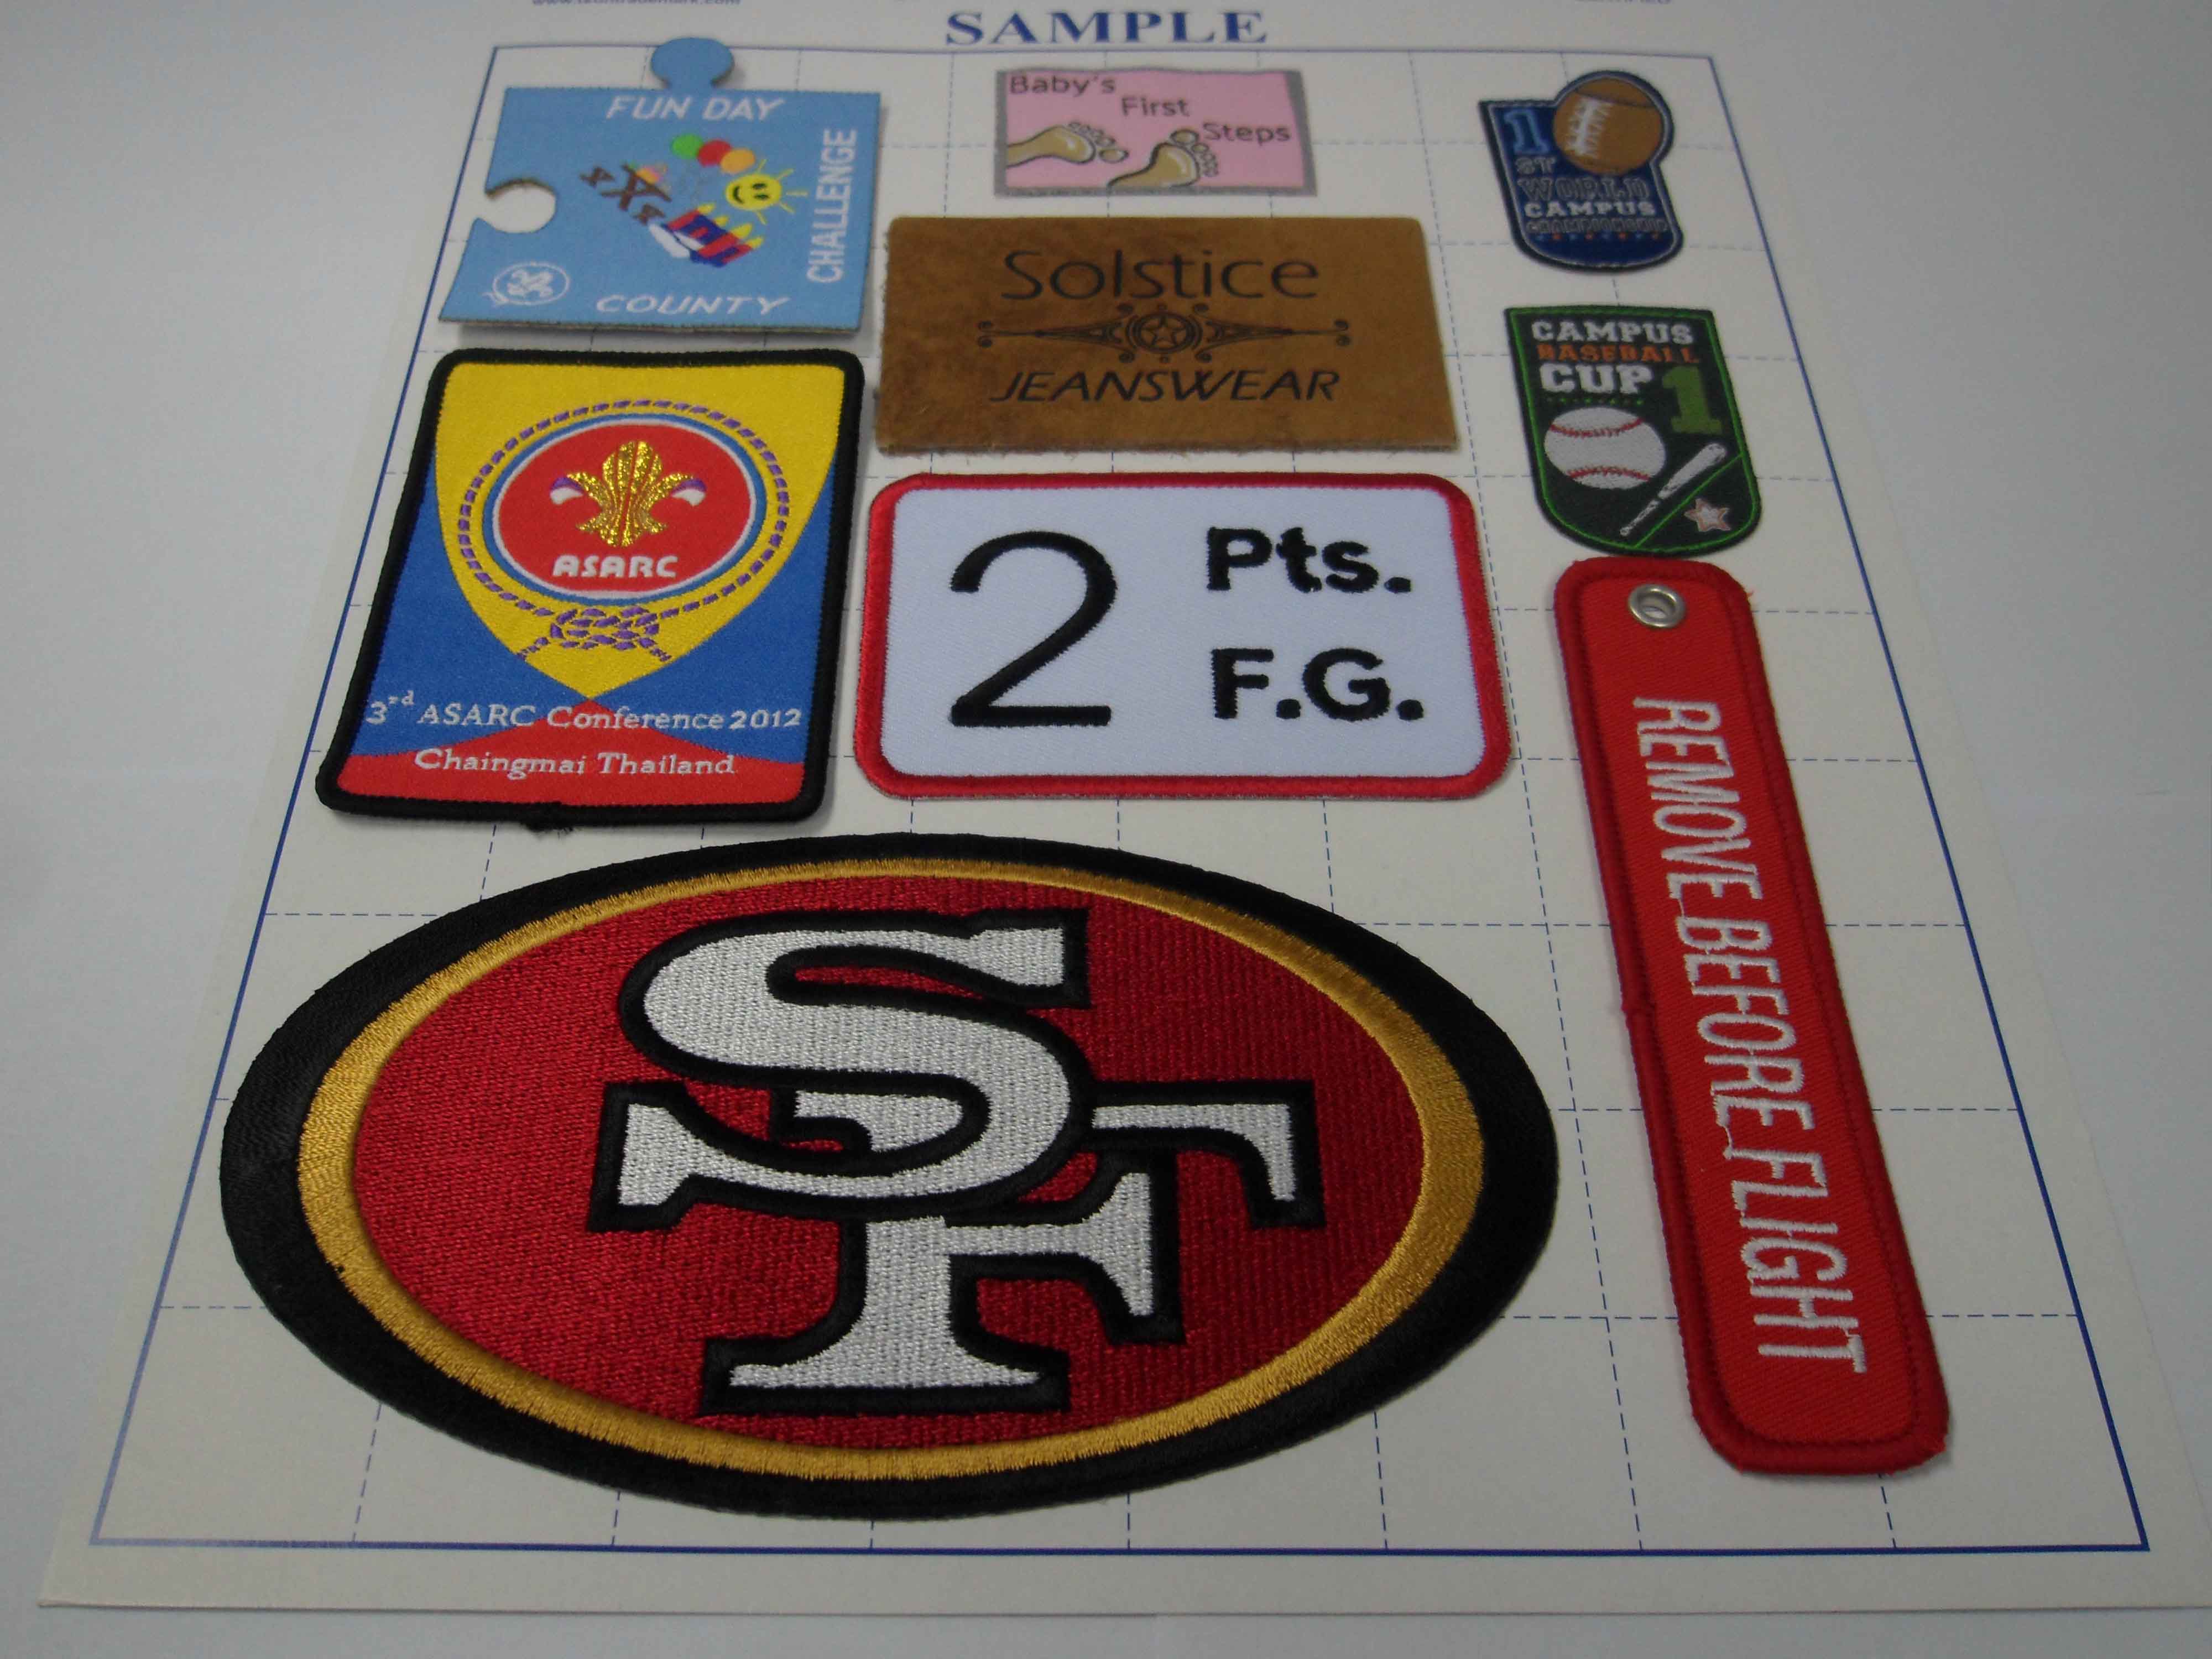 SAMPLE
FUN DAY
CHALLENGE
COUNTY
Baby's
First
Steps
1
ST
WORLD
CAMPUS
CHAMPIONSHIP
Solstice
JEANSWEAR
CAMPUS
BASEBALL
CUP 1
ASARC
3rd ASARC Conference 2012
Chaingmai Thailand
2 Pts.
F.G.
REMOVE BEFORE FLIGHT
SF